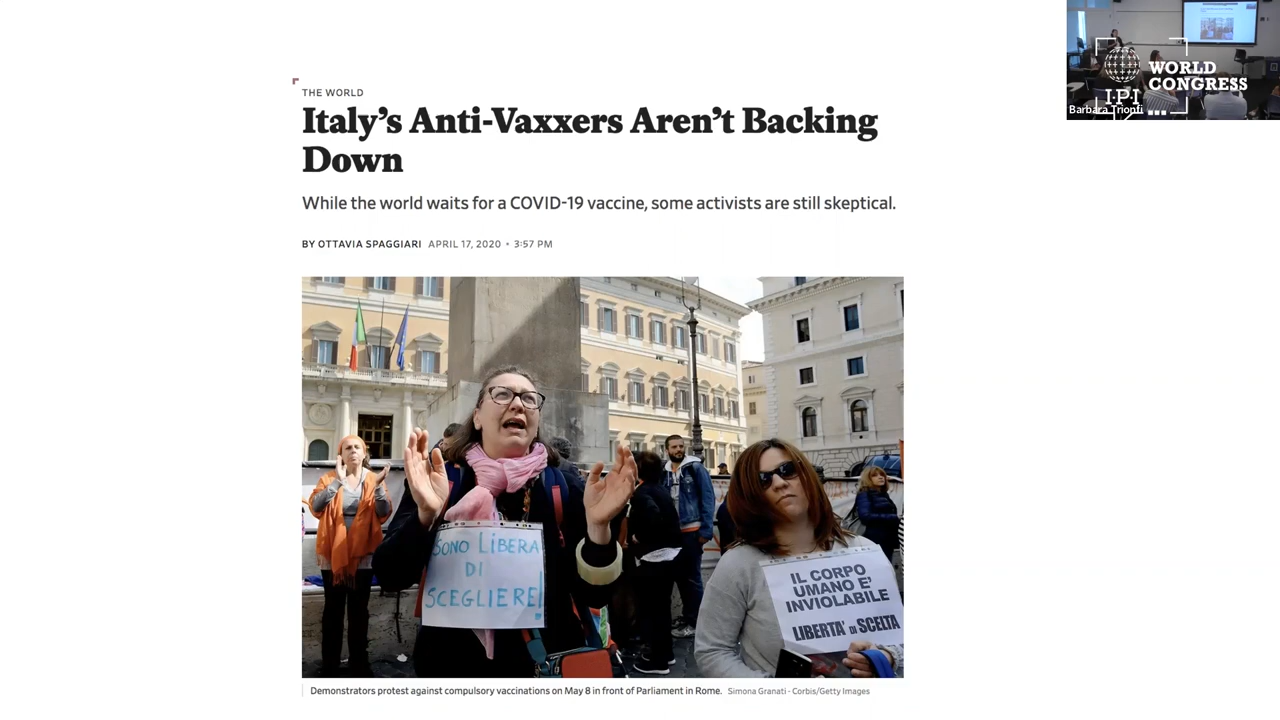 THE WORLD
Italy's Anti-Vaxxers Aren't Backing
Down
While the world waits for a COVID-19 vaccine, some activists are still skeptical.
BY OTTAVIA SPAGGIARI APRIL 17, 2020 • 3:57 PM
SONO LIBERA
DI
SCEGLIERE!
IL CORPO
UMANO E'
INVIOLABILE
LIBERTA' DI SCELTA
Demonstrators protest against compulsory vaccinations on May 8 in front of Parliament in Rome. Simona Granati - Corbis/Getty Images
WORLD
CONGRESS
I·P·I
Barbara Trionfi